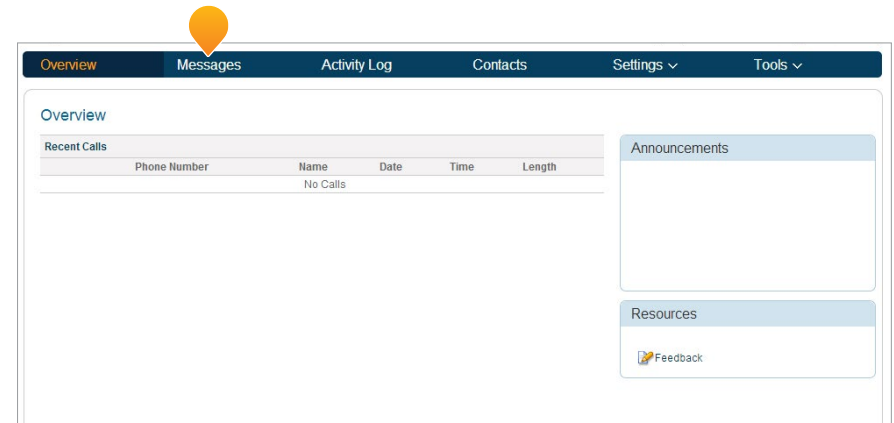 Overview Messages Activity Log Contacts Settings Tools
Overview
Recent Calls
Phone Number Name Date Time Length
No Calls
Announcements
Resources
Feedback